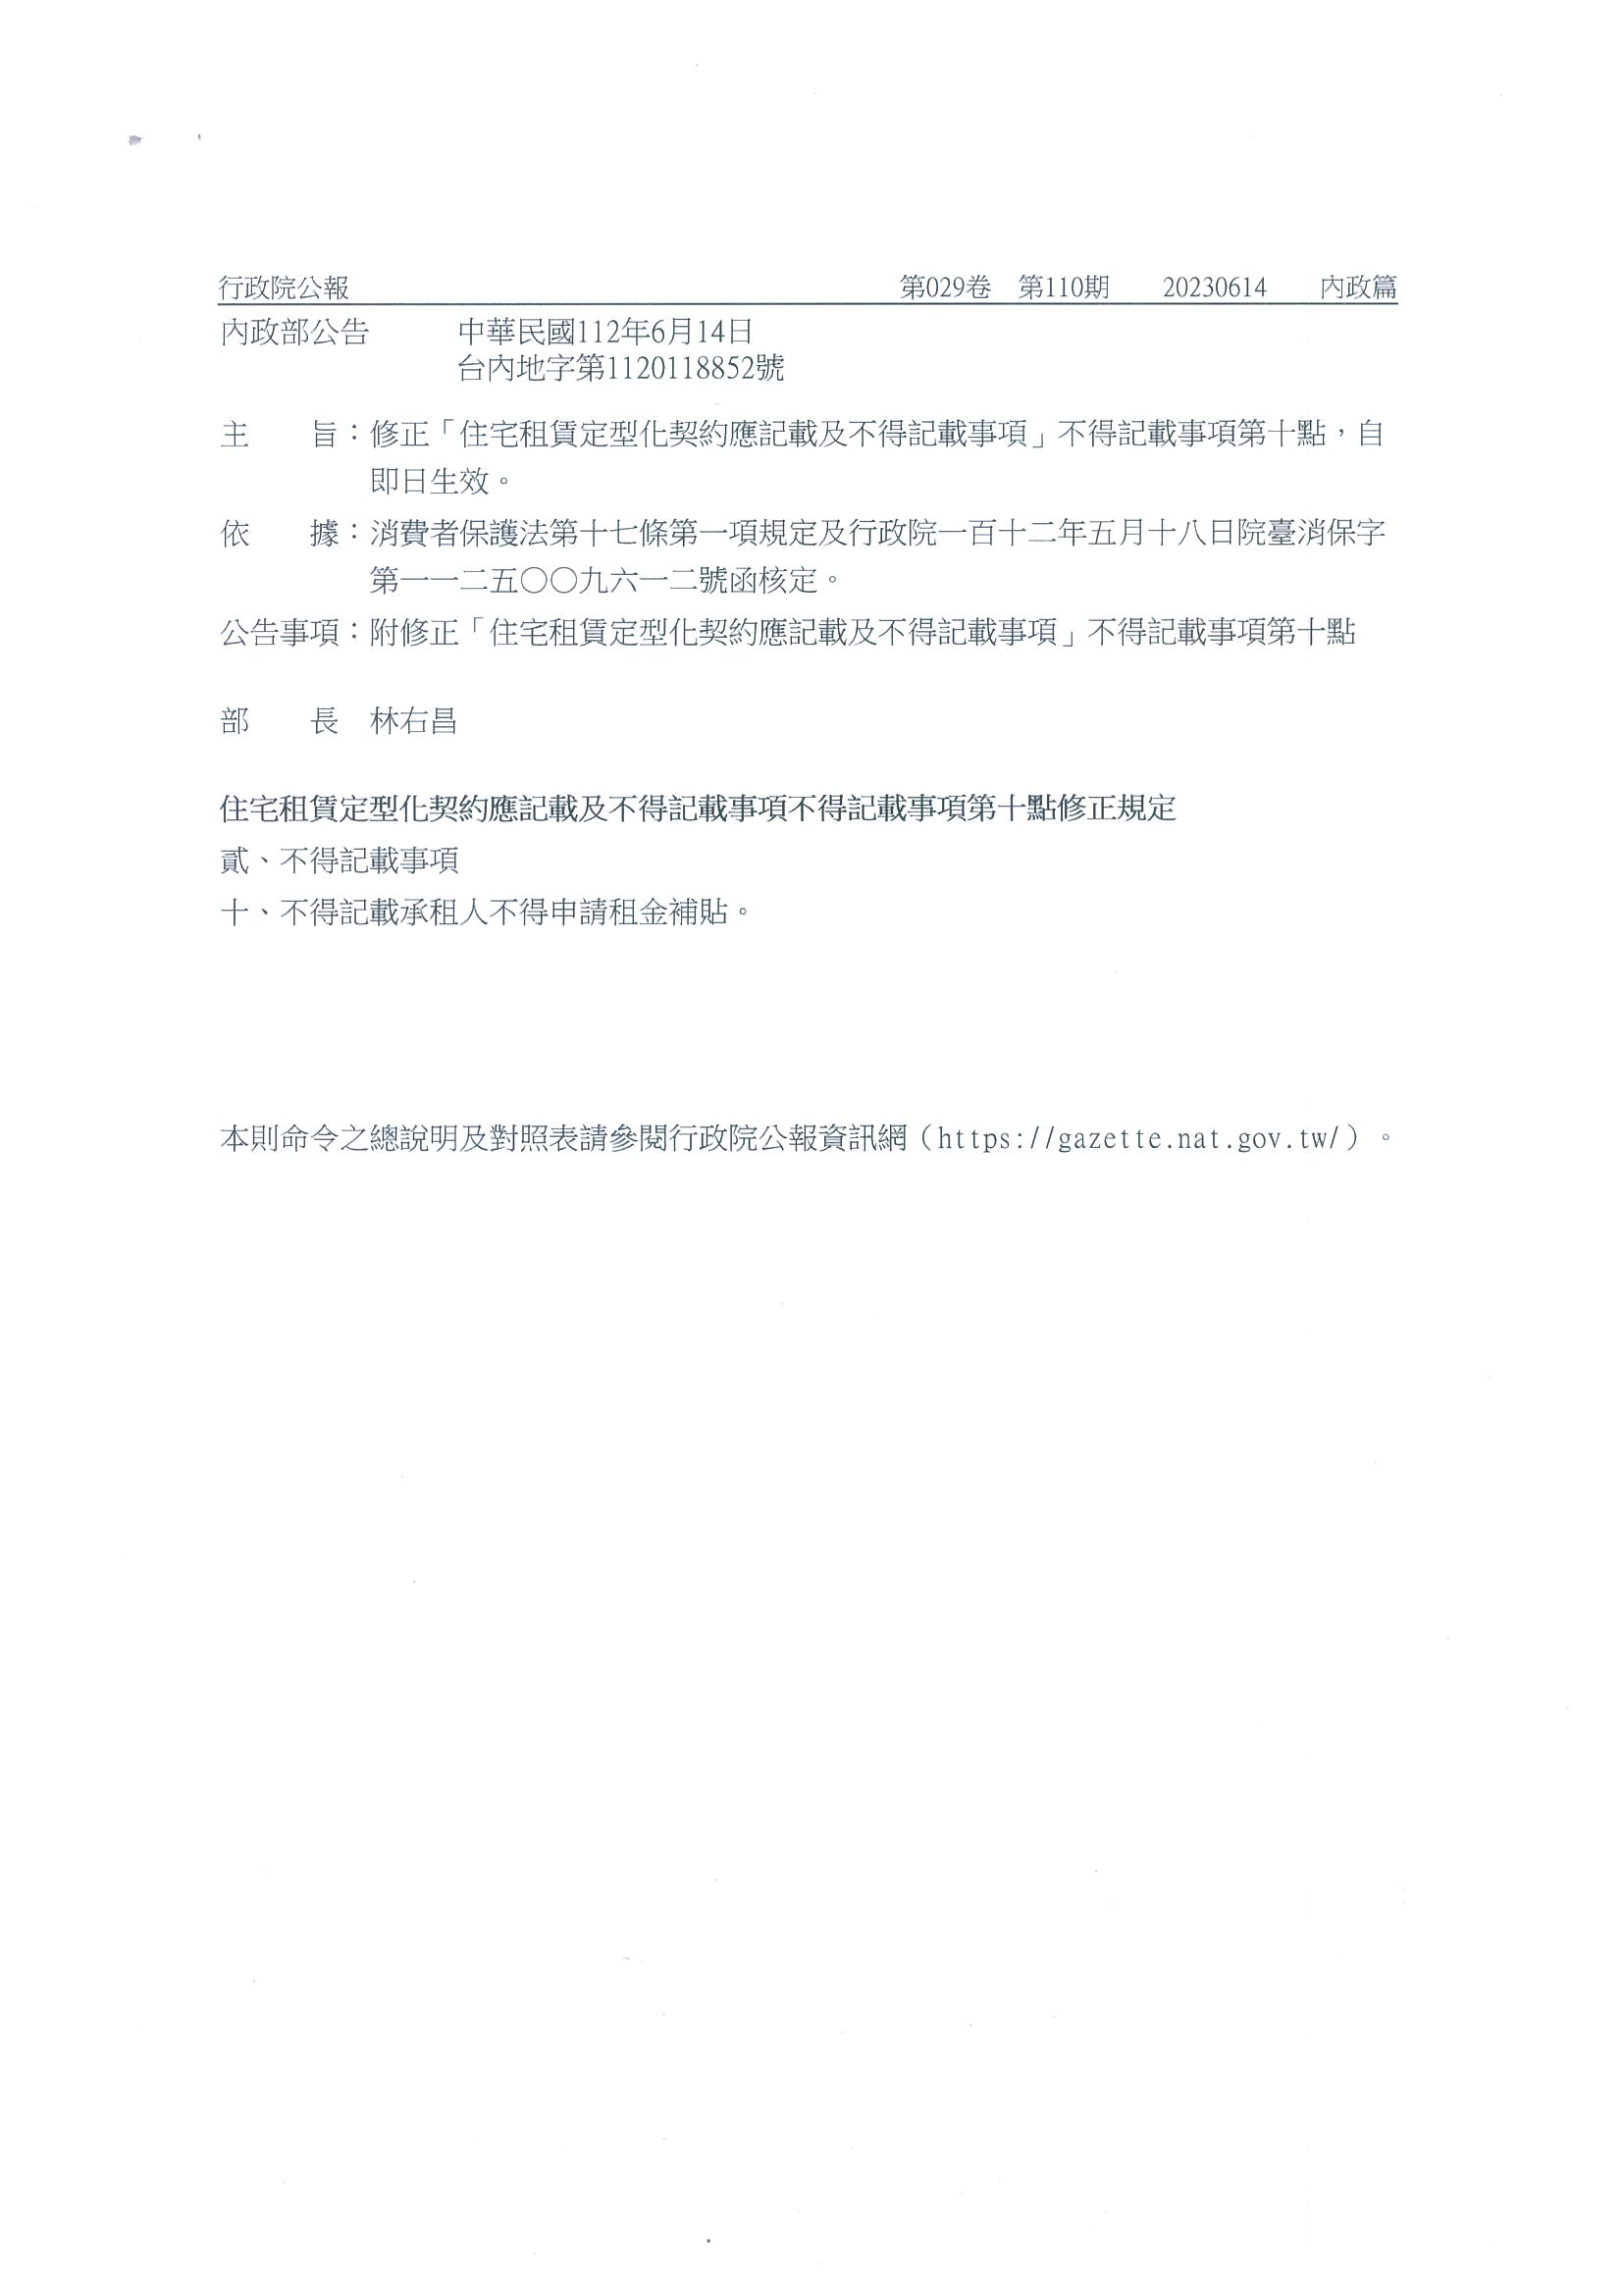 行政院公報 第029卷 第110期 20230614 內政篇
內政部公告 中華民國112年6月14日
台內地字第1120118852號
主 旨：修正「住宅租賃定型化契約應記載及不得記載事項」不得記載事項第十點，自
即日生效。
依 據：消費者保護法第十七條第一項規定及行政院一百十二年五月十八日院臺消保字
第一一二五〇〇九六一二號函核定。
公告事項：附修正「住宅租賃定型化契約應記載及不得記載事項」不得記載事項第十點
部 長 林右昌
住宅租賃定型化契約應記載及不得記載事項不得記載事項第十點修正規定
貳、不得記載事項
十、不得記載承租人不得申請租金補貼。
本則命令之總說明及對照表請參閱行政院公報資訊網（https://gazette.nat.gov.tw/）。